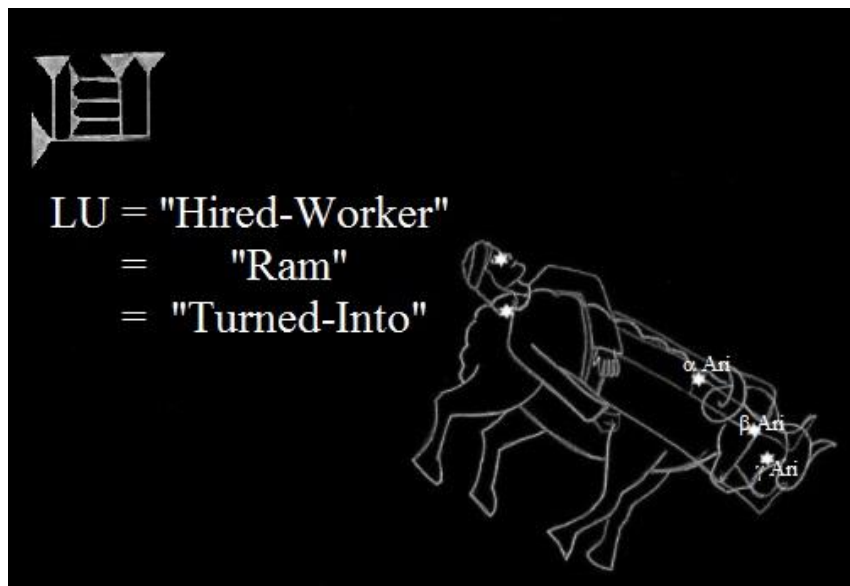 𒇻
LU = "Hired-Worker"
= "Ram"
= "Turned-Into"
α Ari
β Ari
γ Ari